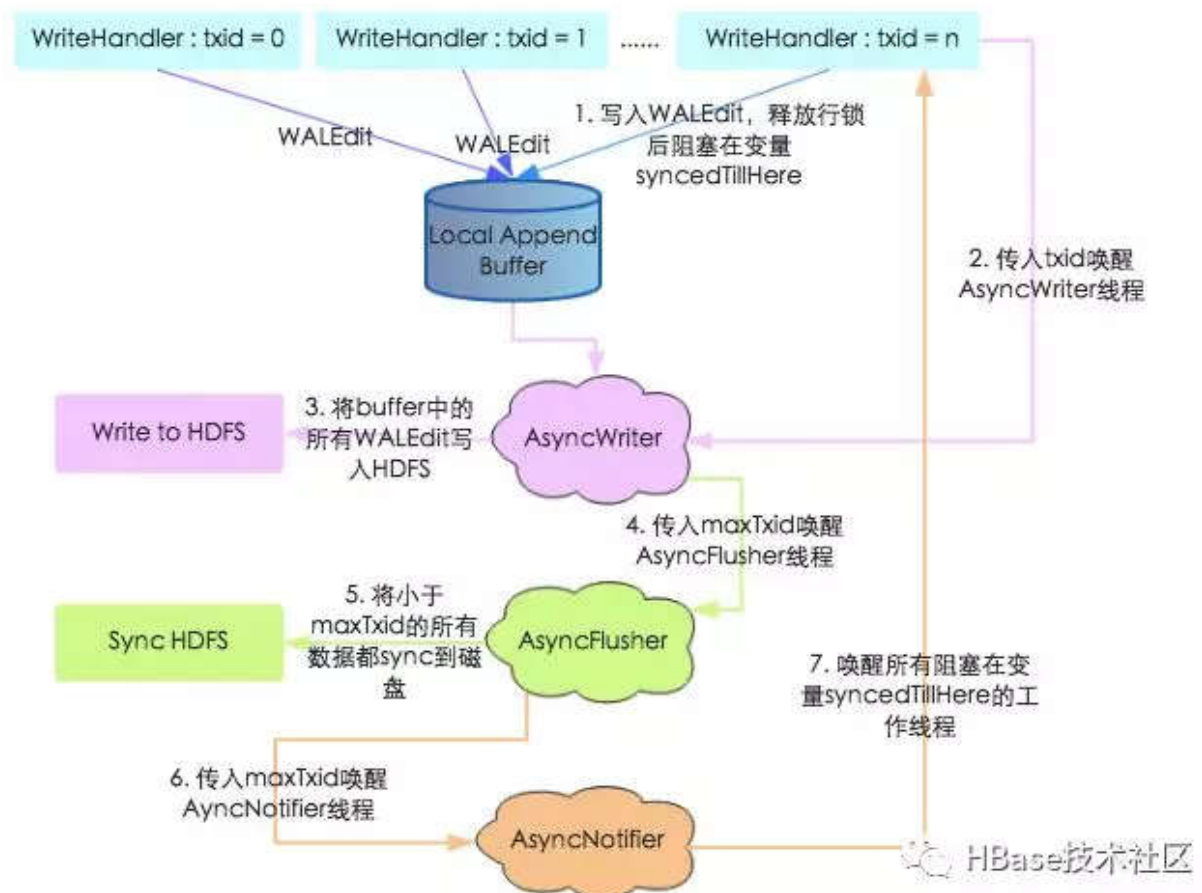 WriteHandler : txid = 0
WriteHandler : txid = 1
......
WriteHandler : txid = n
WALEdit
WALEdit
1. 写入WALEdit，释放行锁
后阻塞在变量
syncedTillHere
Local Append
Buffer
2. 传入txid唤醒
AsyncWriter线程
Write to HDFS
3. 将buffer中的
所有WALEdit写
入HDFS
AsyncWriter
4. 传入maxTxid唤醒
AsyncFlusher线程
Sync HDFS
5. 将小于
maxTxid的所有
数据都sync到磁
盘
AsyncFlusher
7. 唤醒所有阻塞在变
量syncedTillHere的工
作线程
6. 传入maxTxid唤醒
AyncNotifier线程
AsyncNotifier
HBase技术社区